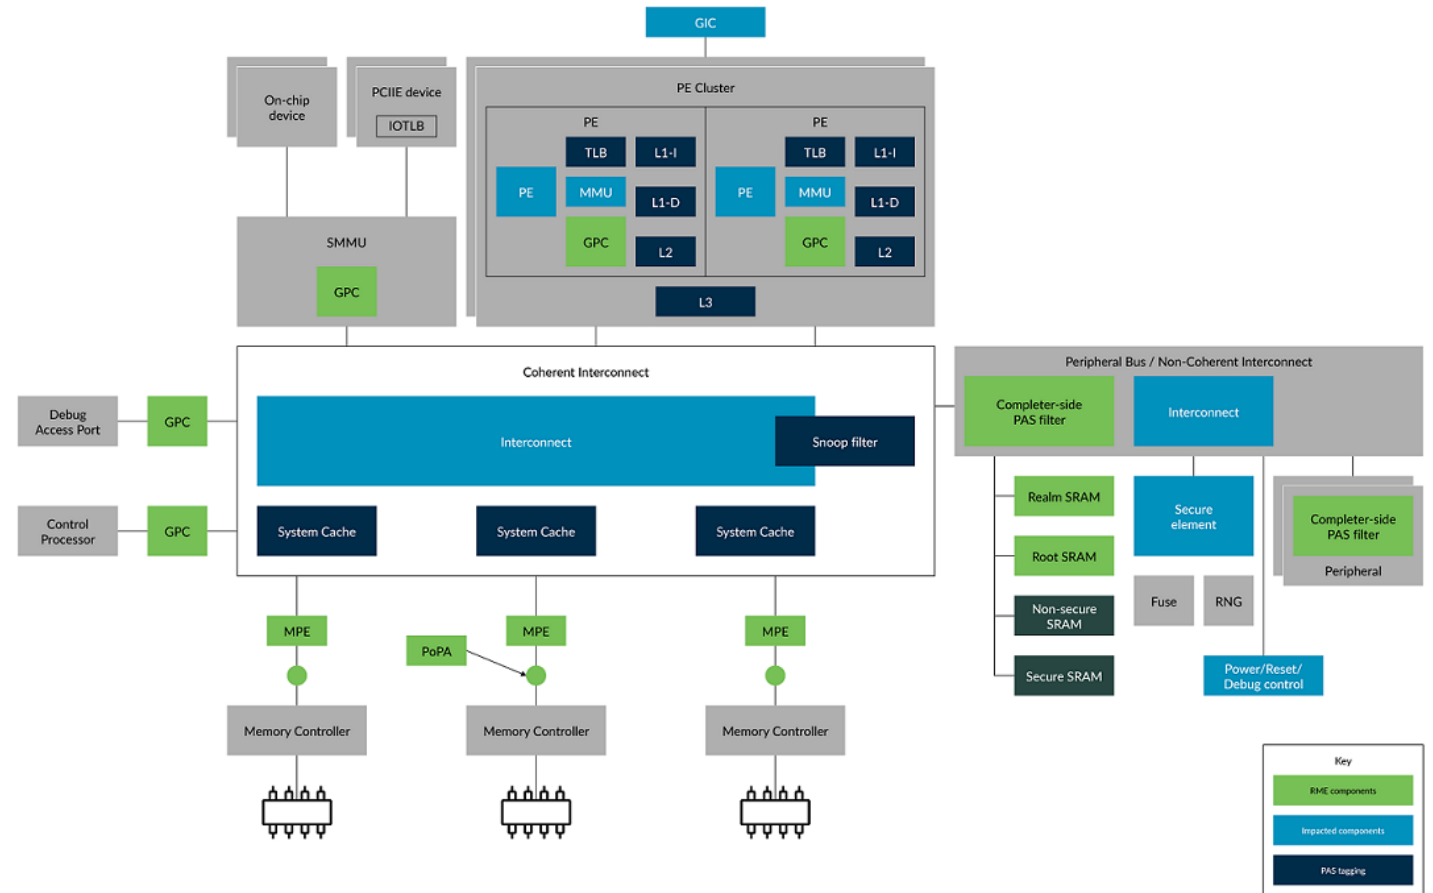 GIC
On-chip
device
PCIIE device
IOTLB
PE Cluster
PE
TLB
L1-I
PE
MMU
L1-D
GPC
L2
PE
TLB
L1-I
PE
MMU
L1-D
GPC
L2
L3
SMMU
GPC
Coherent Interconnect
Interconnect
Snoop filter
System Cache
System Cache
System Cache
Debug
Access Port
GPC
Control
Processor
GPC
Peripheral Bus / Non-Coherent Interconnect
Completer-side
PAS filter
Interconnect
Realm SRAM
Root SRAM
Non-secure
SRAM
Secure SRAM
Secure
element
Fuse
RNG
Power/Reset/
Debug control
Completer-side
PAS filter
Peripheral
MPE
MPE
MPE
PoPA
Memory Controller
Memory Controller
Memory Controller
Key
RME components
Impacted components
PAS tagging